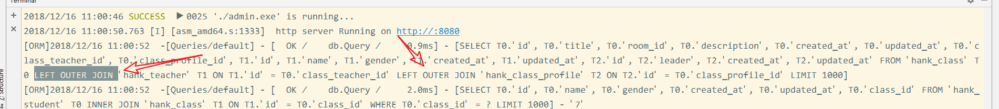 Terminal
2018/12/16 11:00:46 SUCCESS  ▶ 0025 './admin.exe' is running...
2018/12/16 11:00:50.763 [I] [asm_amd64.s:1333]  http server Running on http://:8080
[ORM]2018/12/16 11:00:52  -[Queries/default] - [  OK /    db.Query /     0.9ms] - [SELECT T0.'id', T0.'title', T0.'room_id', T0.'description', T0.'created_at', T0.'updated_at', T0.'c
lass_teacher_id', T0.'class_profile_id', T1.'id', T1.'name', T1.'gender', T1.'created_at', T1.'updated_at', T2.'id', T2.'leader', T2.'created_at', T2.'updated_at' FROM 'hank_class' T
0 LEFT OUTER JOIN 'hank_teacher' T1 ON T1.'id' = T0.'class_teacher_id' LEFT OUTER JOIN 'hank_class_profile' T2 ON T2.'id' = T0.'class_profile_id' LIMIT 1000]
[ORM]2018/12/16 11:00:52  -[Queries/default] - [  OK /    db.Query /     2.0ms] - [SELECT T0.'id', T0.'name', T0.'gender', T0.'created_at', T0.'updated_at', T0.'class_id' FROM 'hank_
student' T0 INNER JOIN 'hank_class' T1 ON T1.'id' = T0.'class_id' WHERE T0.'class_id' = ? LIMIT 1000] - '7'
7: Structure